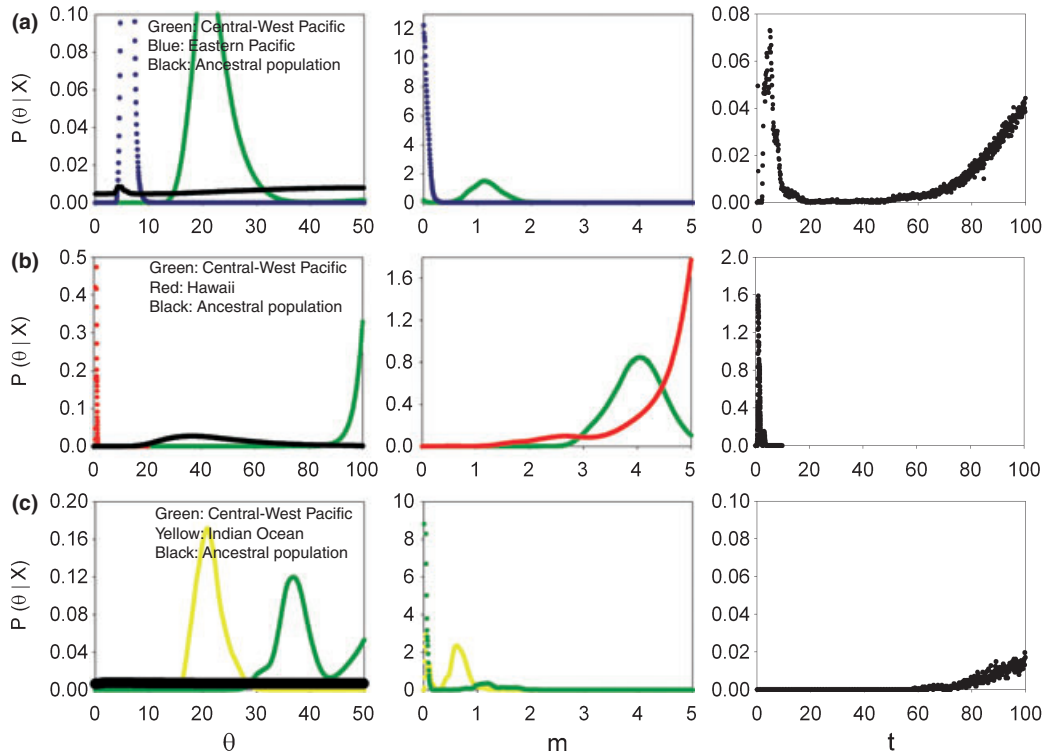 (a)
P (θ | X)
0.10
0.08
0.06
0.04
0.02
0.00
Green: Central-West Pacific
Blue: Eastern Pacific
Black: Ancestral population
0 10 20 30 40 50
12
10
8
6
4
2
0
0 1 2 3 4 5
0.08
0.06
0.04
0.02
0.00
0 20 40 60 80 100
(b)
P (θ | X)
0.5
0.4
0.3
0.2
0.1
0.0
Green: Central-West Pacific
Red: Hawaii
Black: Ancestral population
0 20 40 60 80 100
1.6
1.2
0.8
0.4
0.0
0 1 2 3 4 5
2.0
1.6
1.2
0.8
0.4
0.0
0 20 40 60 80 100
(c)
P (θ | X)
0.20
0.16
0.12
0.08
0.04
0.00
Green: Central-West Pacific
Yellow: Indian Ocean
Black: Ancestral population
0 10 20 30 40 50
θ
10
8
6
4
2
0
0 1 2 3 4 5
m
0.10
0.08
0.06
0.04
0.02
0.00
0 20 40 60 80 100
t